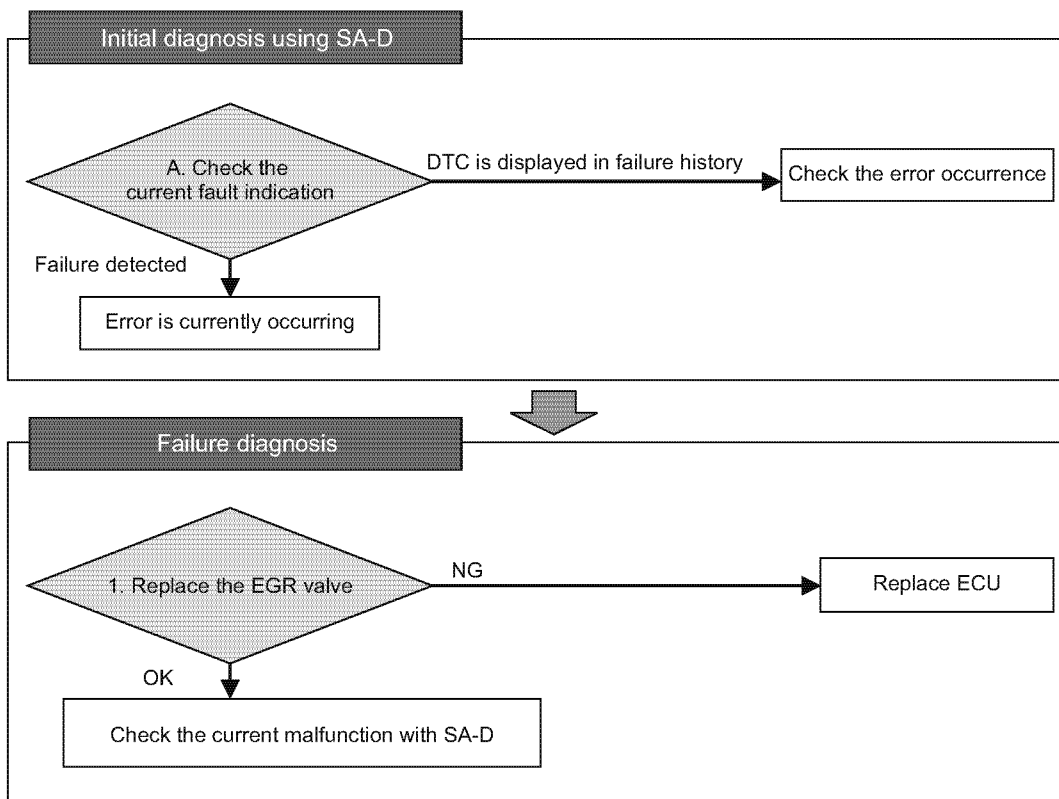 Initial diagnosis using SA-D
A. Check the
current fault indication
DTC is displayed in failure history
Check the error occurrence
Failure detected
Error is currently occurring
Failure diagnosis
1. Replace the EGR valve
NG
Replace ECU
OK
Check the current malfunction with SA-D